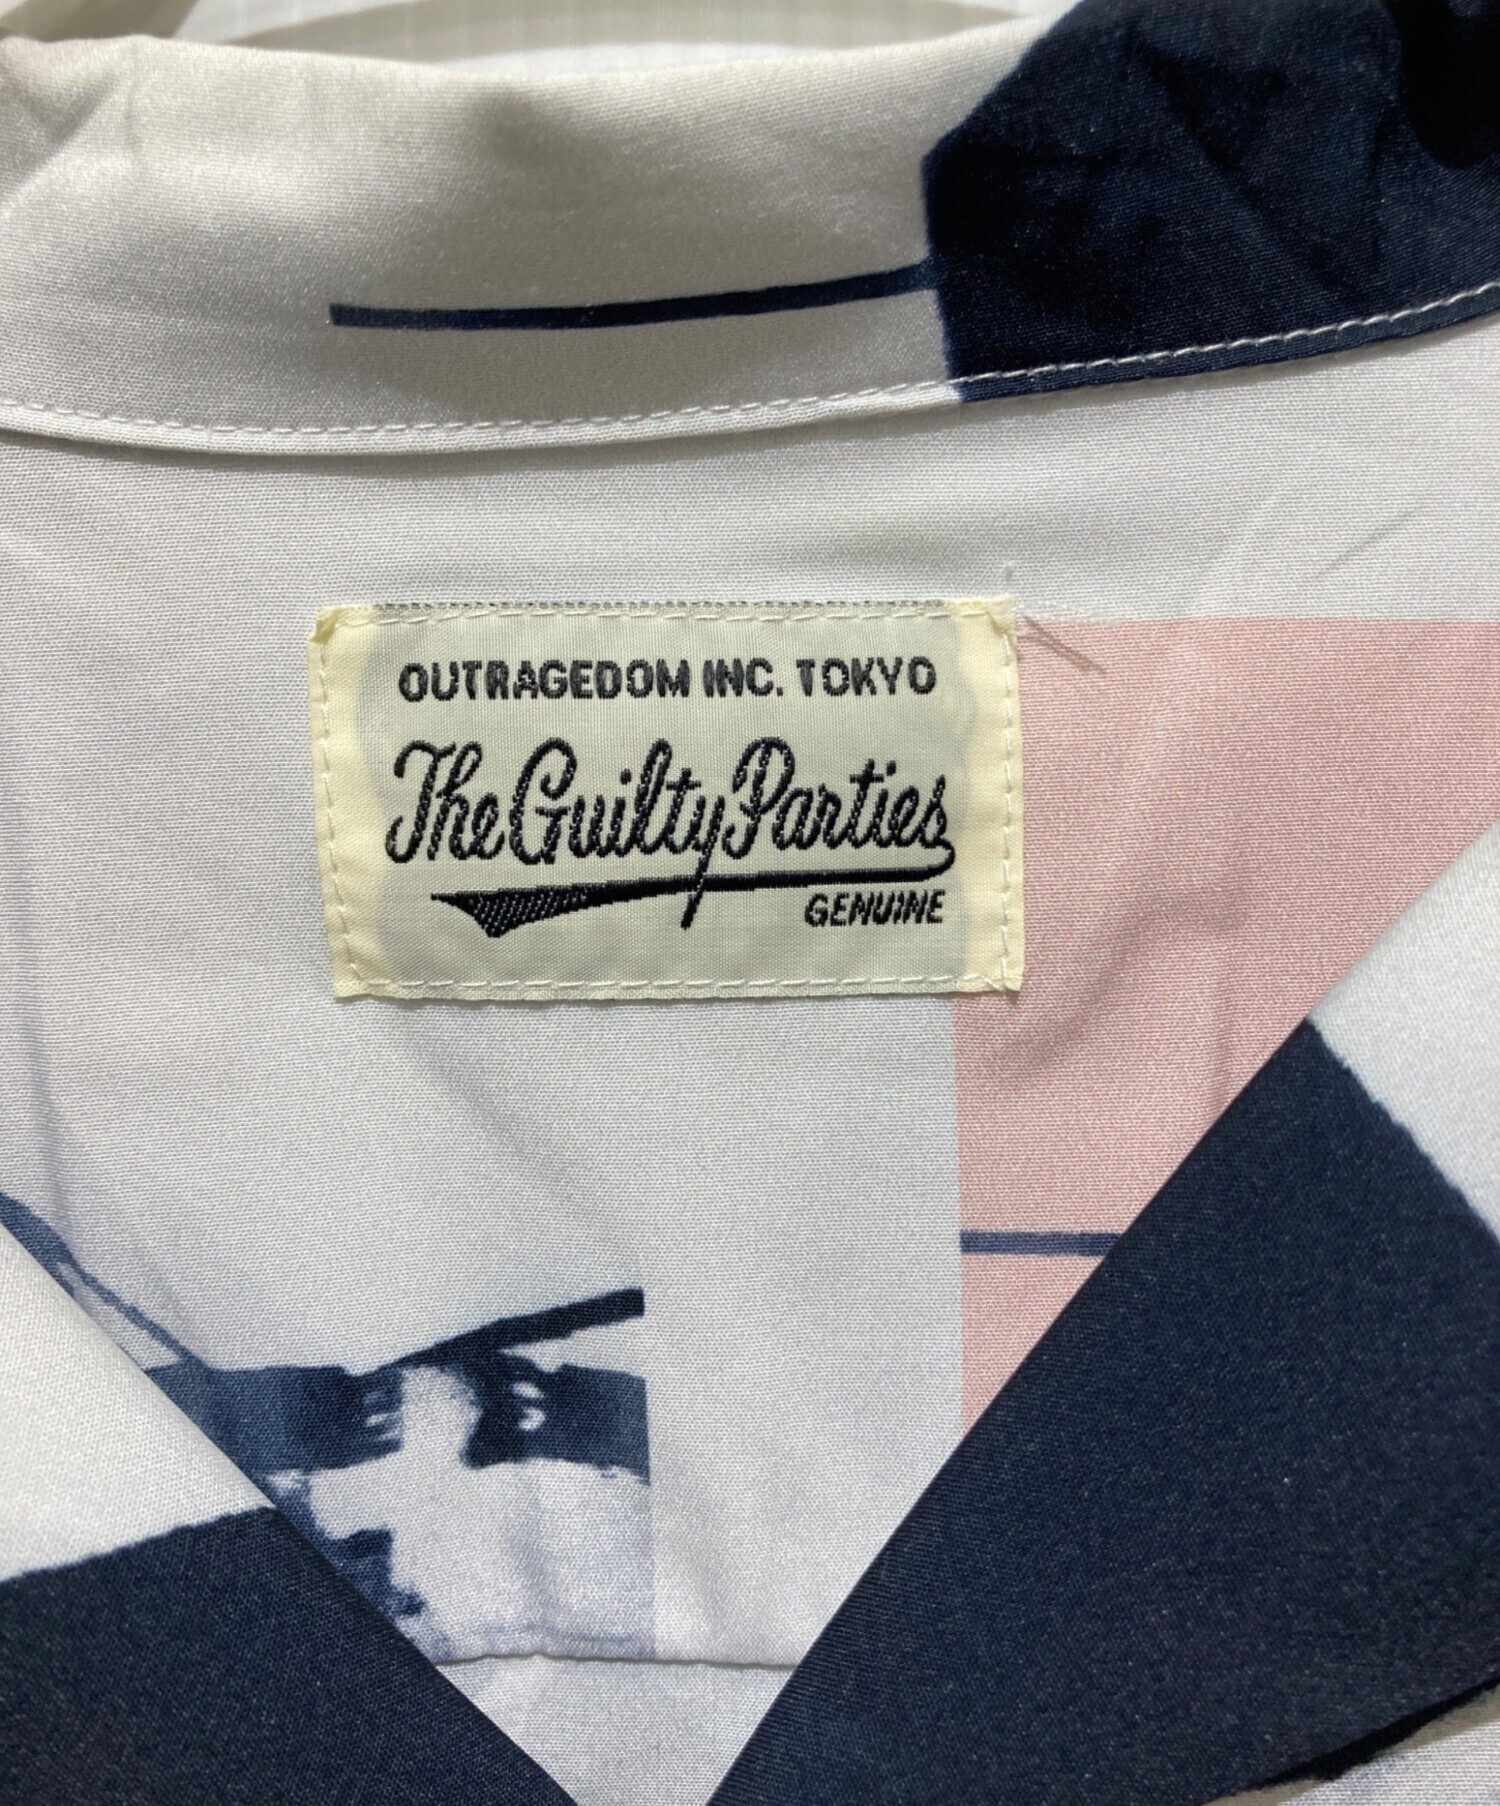 OUTRAGEDOM INC. TOKYO
The Guilty Parties
GENUINE